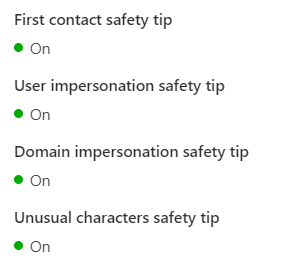 First contact safety tip
On
User impersonation safety tip
On
Domain impersonation safety tip
On
Unusual characters safety tip
On